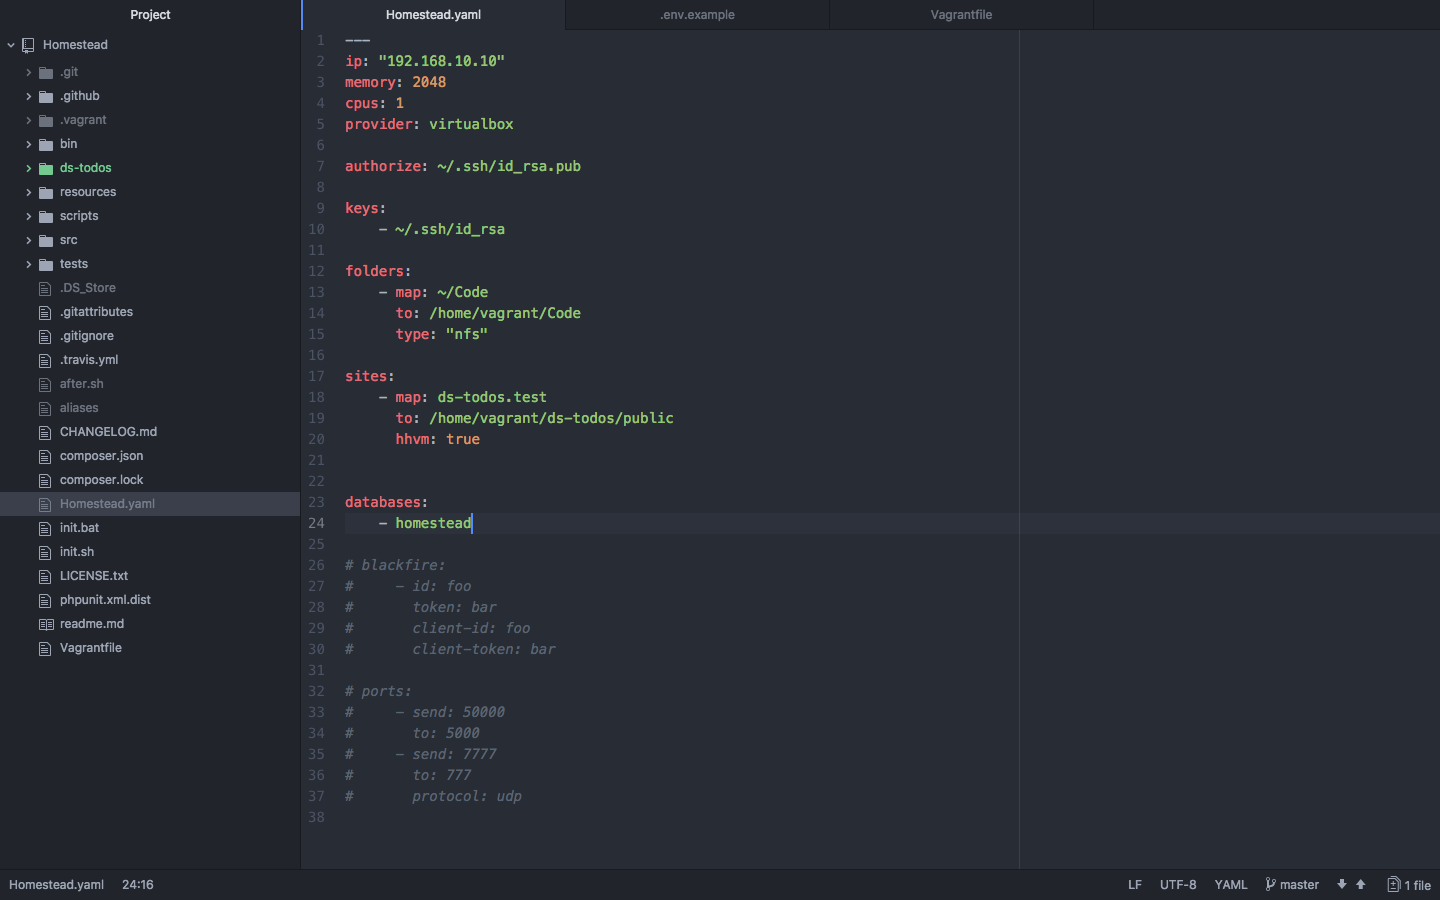 Project
Homestead
.git
.github
.vagrant
bin
ds-todos
resources
scripts
src
tests
.DS_Store
.gitattributes
.gitignore
.travis.yml
after.sh
aliases
CHANGELOG.md
composer.json
composer.lock
Homestead.yaml
init.bat
init.sh
LICENSE.txt
phpunit.xml.dist
readme.md
Vagrantfile
Homestead.yaml .env.example Vagrantfile
1 ---
2 ip: "192.168.10.10"
3 memory: 2048
4 cpus: 1
5 provider: virtualbox
6
7 authorize: ~/.ssh/id_rsa.pub
8
9 keys:
10     - ~/.ssh/id_rsa
11
12 folders:
13     - map: ~/Code
14       to: /home/vagrant/Code
15       type: "nfs"
16
17 sites:
18     - map: ds-todos.test
19       to: /home/vagrant/ds-todos/public
20       hhvm: true
21
22
23 databases:
24     - homestead
25
26 # blackfire:
27 #     - id: foo
28 #       token: bar
29 #       client-id: foo
30 #       client-token: bar
31
32 # ports:
33 #     - send: 50000
34 #       to: 5000
35 #     - send: 7777
36 #       to: 777
37 #       protocol: udp
38
Homestead.yaml 24:16 LF UTF-8 YAML master 1 file